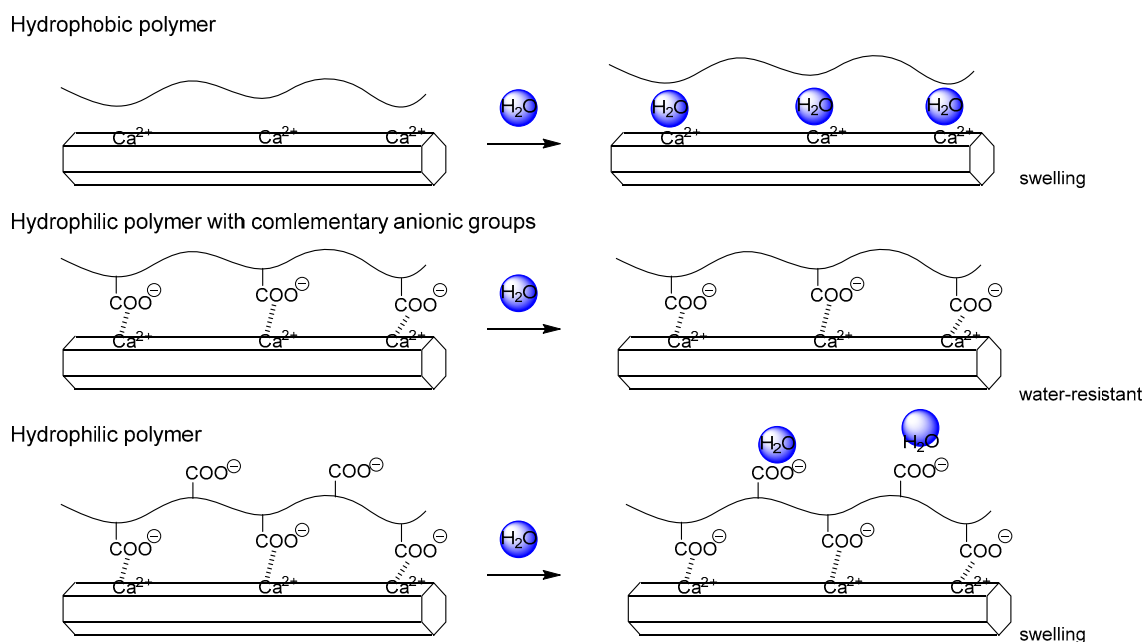 Hydrophobic polymer
H₂O
H₂O H₂O H₂O
Ca²⁺ Ca²⁺ Ca²⁺
Ca²⁺ Ca²⁺ Ca²⁺
swelling
Hydrophilic polymer with comlementary anionic groups
COO⊖ COO⊖ COO⊖
H₂O
COO⊖ COO⊖ COO⊖
Ca²⁺ Ca²⁺ Ca²⁺
Ca²⁺ Ca²⁺ Ca²⁺
water-resistant
Hydrophilic polymer
H₂O H₂O
COO⊖ COO⊖
COO⊖ COO⊖
COO⊖ COO⊖ COO⊖
H₂O
COO⊖ COO⊖ COO⊖
Ca²⁺ Ca²⁺ Ca²⁺
Ca²⁺ Ca²⁺ Ca²⁺
swelling